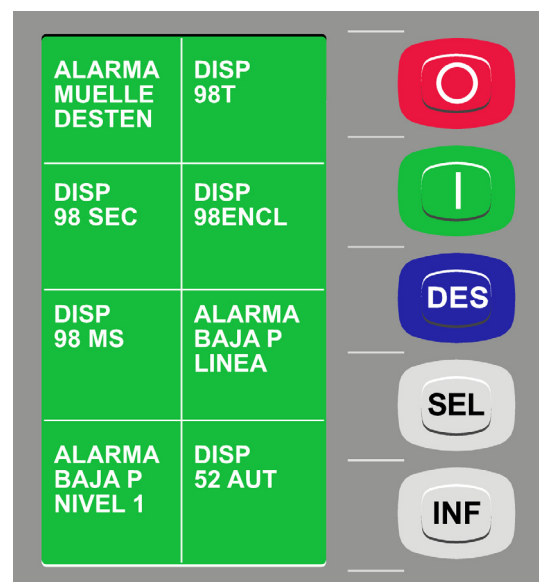 ALARMA
MUELLE
DESTEN
DISP
98T
DISP
98 SEC
DISP
98ENCL
DISP
98 MS
ALARMA
BAJA P
LINEA
ALARMA
BAJA P
NIVEL 1
DISP
52 AUT
O
I
DES
SEL
INF